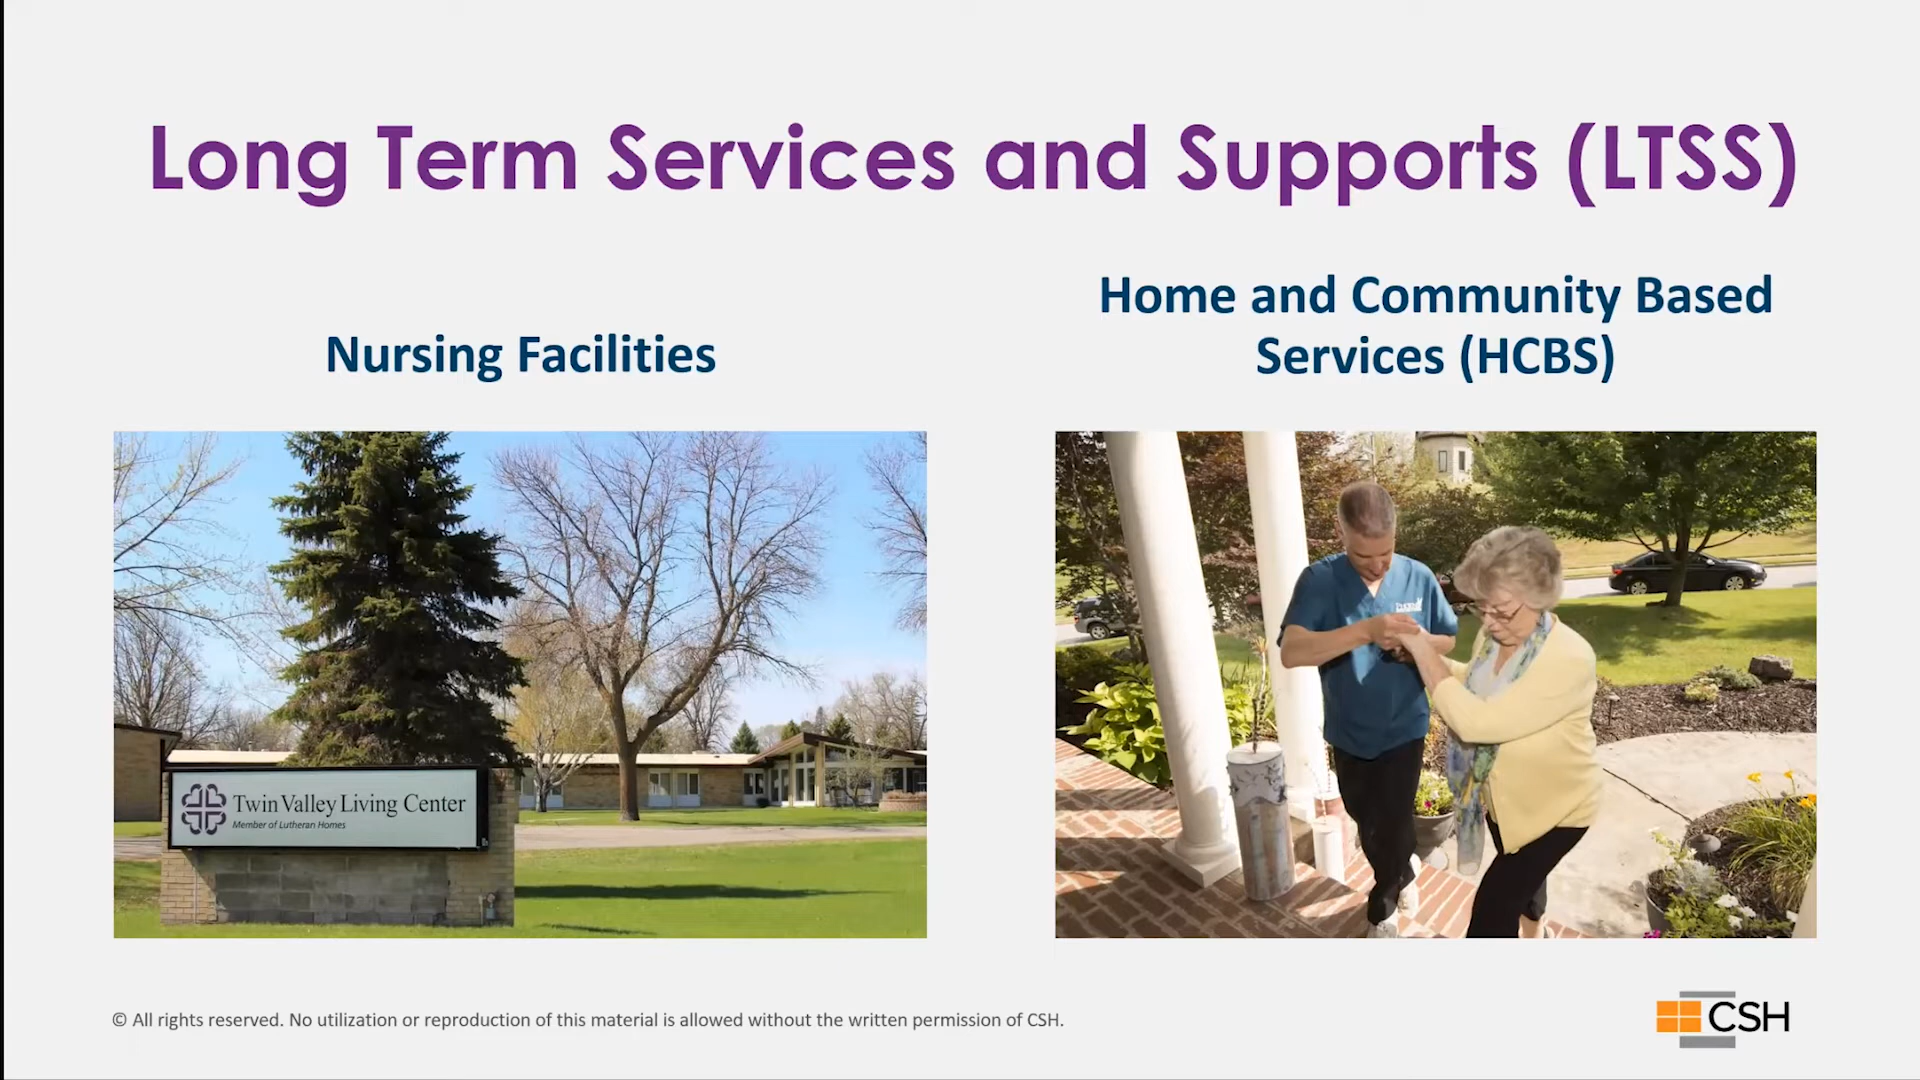 Long Term Services and Supports (LTSS)
Nursing Facilities
Home and Community Based
Services (HCBS)
Twin Valley Living Center
Member of Lutheran Homes
© All rights reserved. No utilization or reproduction of this material is allowed without the written permission of CSH.
CSH